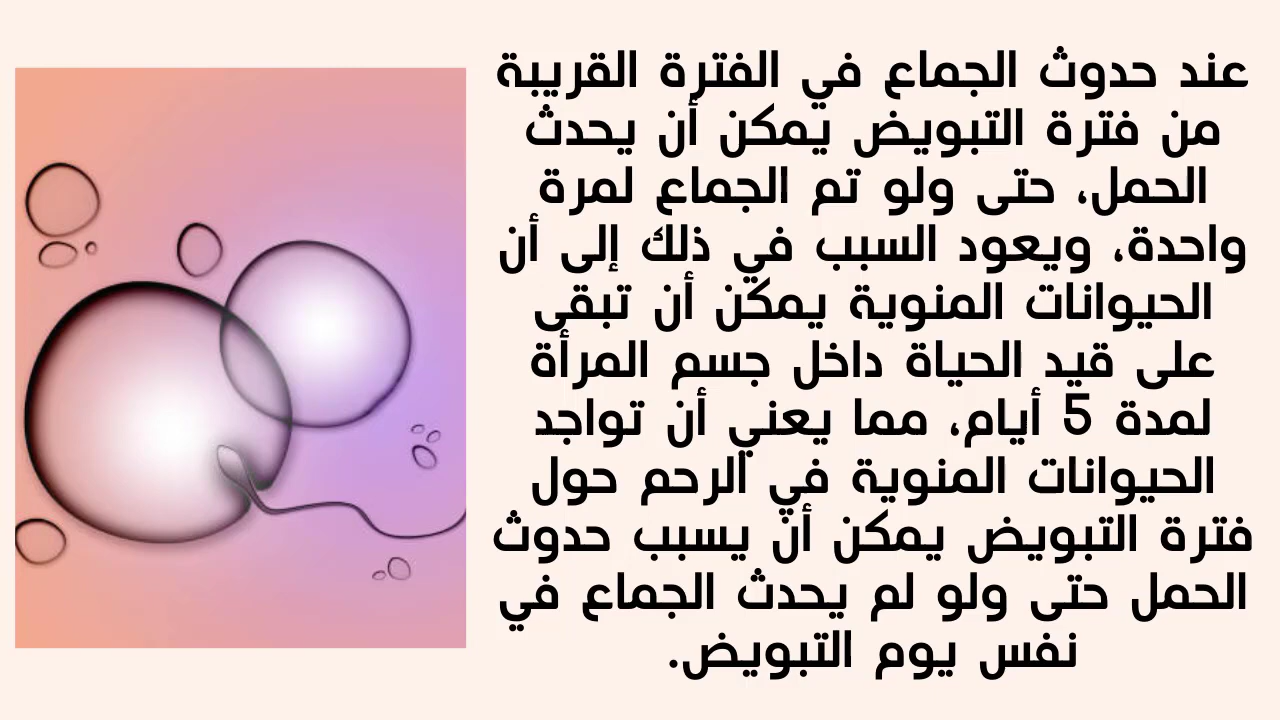 عند حدوث الجماع في الفترة القريبة
من فترة التبويض يمكن أن يحدث
الحمل، حتى ولو تم الجماع لمرة
واحدة، ويعود السبب في ذلك إلى أن
الحيوانات المنوية يمكن أن تبقى
على قيد الحياة داخل جسم المرأة
لمدة 5 أيام، مما يعني أن تواجد
الحيوانات المنوية في الرحم حول
فترة التبويض يمكن أن يسبب حدوث
الحمل حتى ولو لم يحدث الجماع في
نفس يوم التبويض.